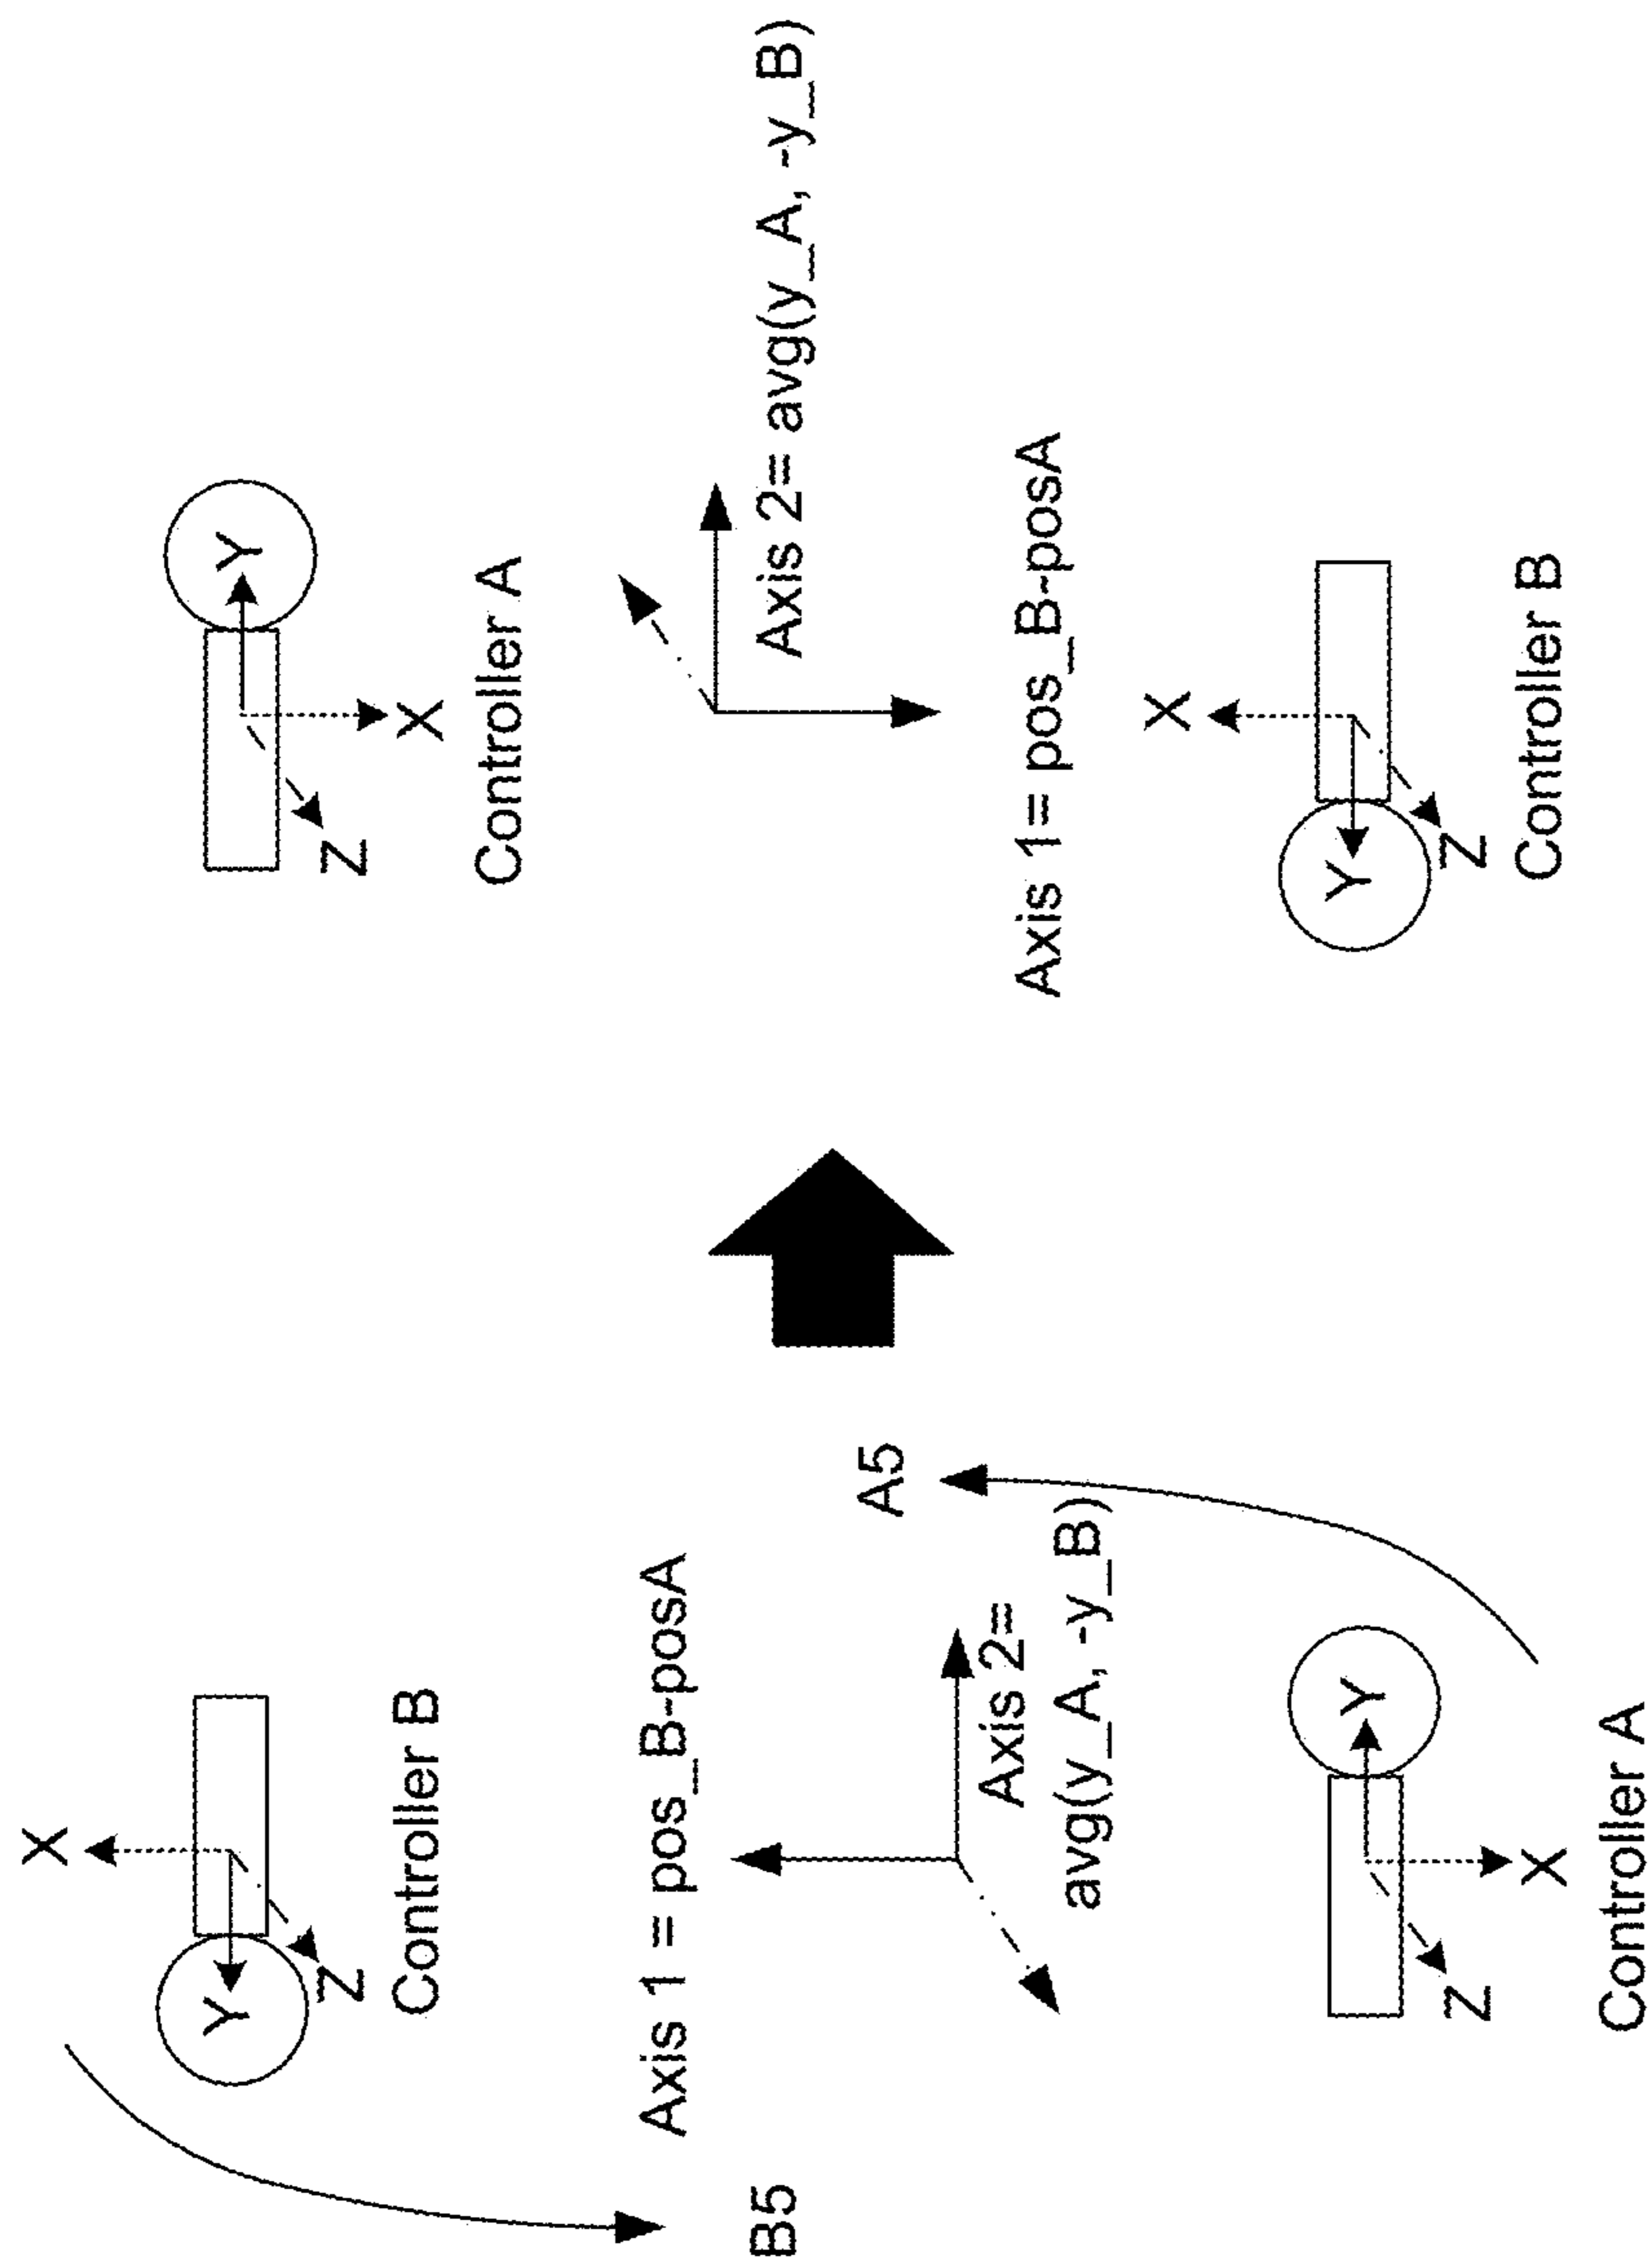 X
Y
Z
Controller B
Axis 1 = pos_B-posA
B5
A5
Axis 2=
avg(y_A, -y_B)
Y
Z
X
Controller A
Y
Z
X
Controller A
Axis 2= avg(y_A, -y_B)
Axis 1= pos_B-posA
X
Y
Z
Controller B